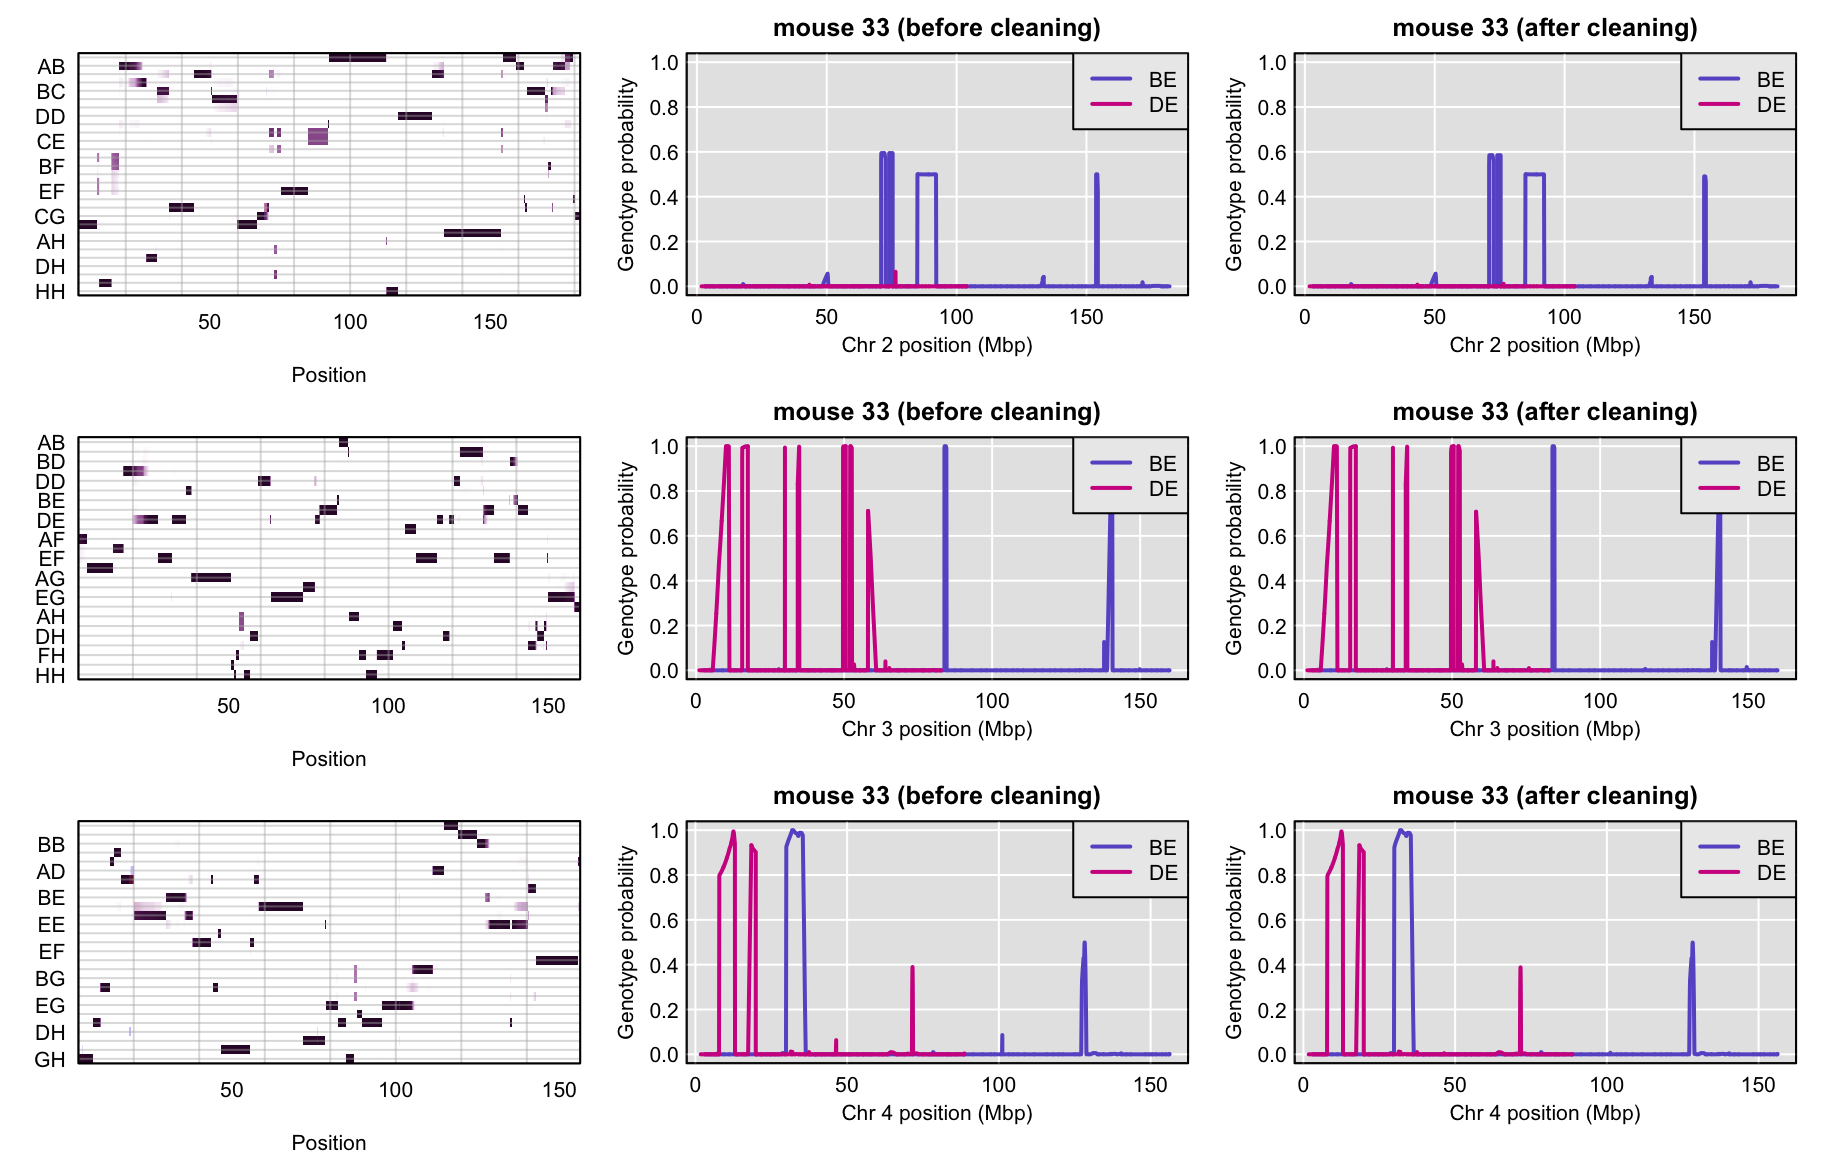 AB
BC
DD
CE
BF
EF
CG
AH
DH
HH
50 100 150
Position
mouse 33 (before cleaning)
Genotype probability
1.0
0.8
0.6
0.4
0.2
0.0
BE
DE
0 50 100 150
Chr 2 position (Mbp)
mouse 33 (after cleaning)
Genotype probability
1.0
0.8
0.6
0.4
0.2
0.0
BE
DE
0 50 100 150
Chr 2 position (Mbp)
AB
BD
DD
BE
DE
AF
EF
AG
EG
AH
DH
FH
HH
50 100 150
Position
mouse 33 (before cleaning)
Genotype probability
1.0
0.8
0.6
0.4
0.2
0.0
BE
DE
0 50 100 150
Chr 3 position (Mbp)
mouse 33 (after cleaning)
Genotype probability
1.0
0.8
0.6
0.4
0.2
0.0
BE
DE
0 50 100 150
Chr 3 position (Mbp)
BB
AD
BE
EE
EF
BG
EG
DH
GH
50 100 150
Position
mouse 33 (before cleaning)
Genotype probability
1.0
0.8
0.6
0.4
0.2
0.0
BE
DE
0 50 100 150
Chr 4 position (Mbp)
mouse 33 (after cleaning)
Genotype probability
1.0
0.8
0.6
0.4
0.2
0.0
BE
DE
0 50 100 150
Chr 4 position (Mbp)